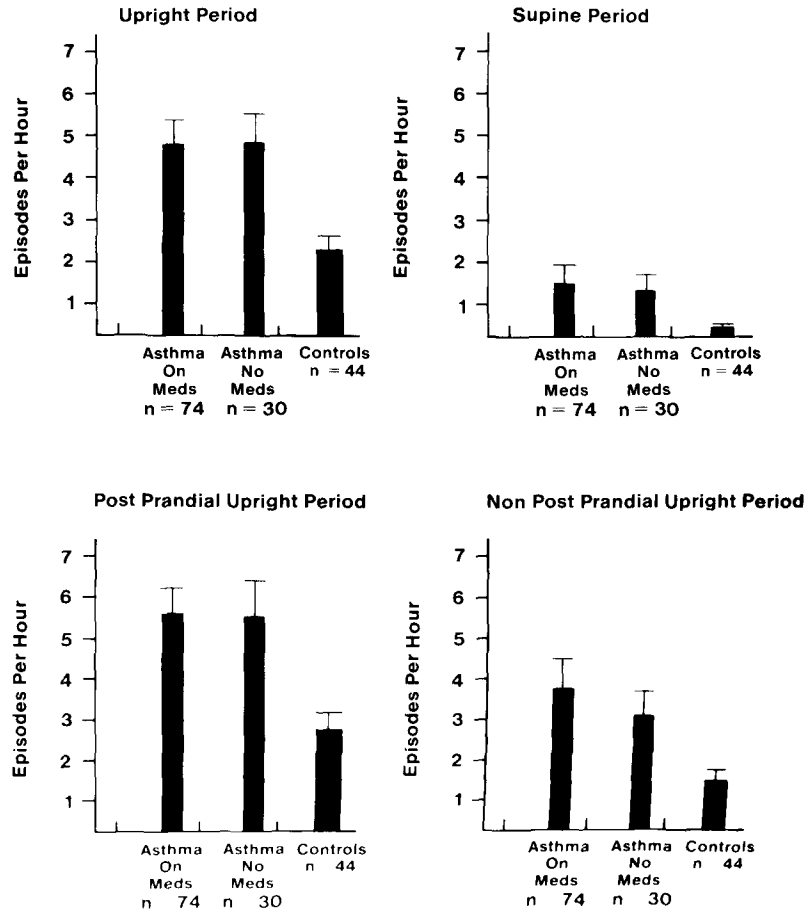 Upright Period
Episodes Per Hour
7
6
5
4
3
2
1
Asthma
On
Meds
n = 74
Asthma
No
Meds
n = 30
Controls
n = 44
Supine Period
Episodes Per Hour
7
6
5
4
3
2
1
Asthma
On
Meds
n = 74
Asthma
No
Meds
n = 30
Controls
n = 44
Post Prandial Upright Period
Episodes Per Hour
7
6
5
4
3
2
1
Asthma
On
Meds
n 74
Asthma
No
Meds
n 30
Controls
n 44
Non Post Prandial Upright Period
Episodes Per Hour
7
6
5
4
3
2
1
Asthma
On
Meds
n 74
Asthma
No
Meds
n 30
Controls
n 44